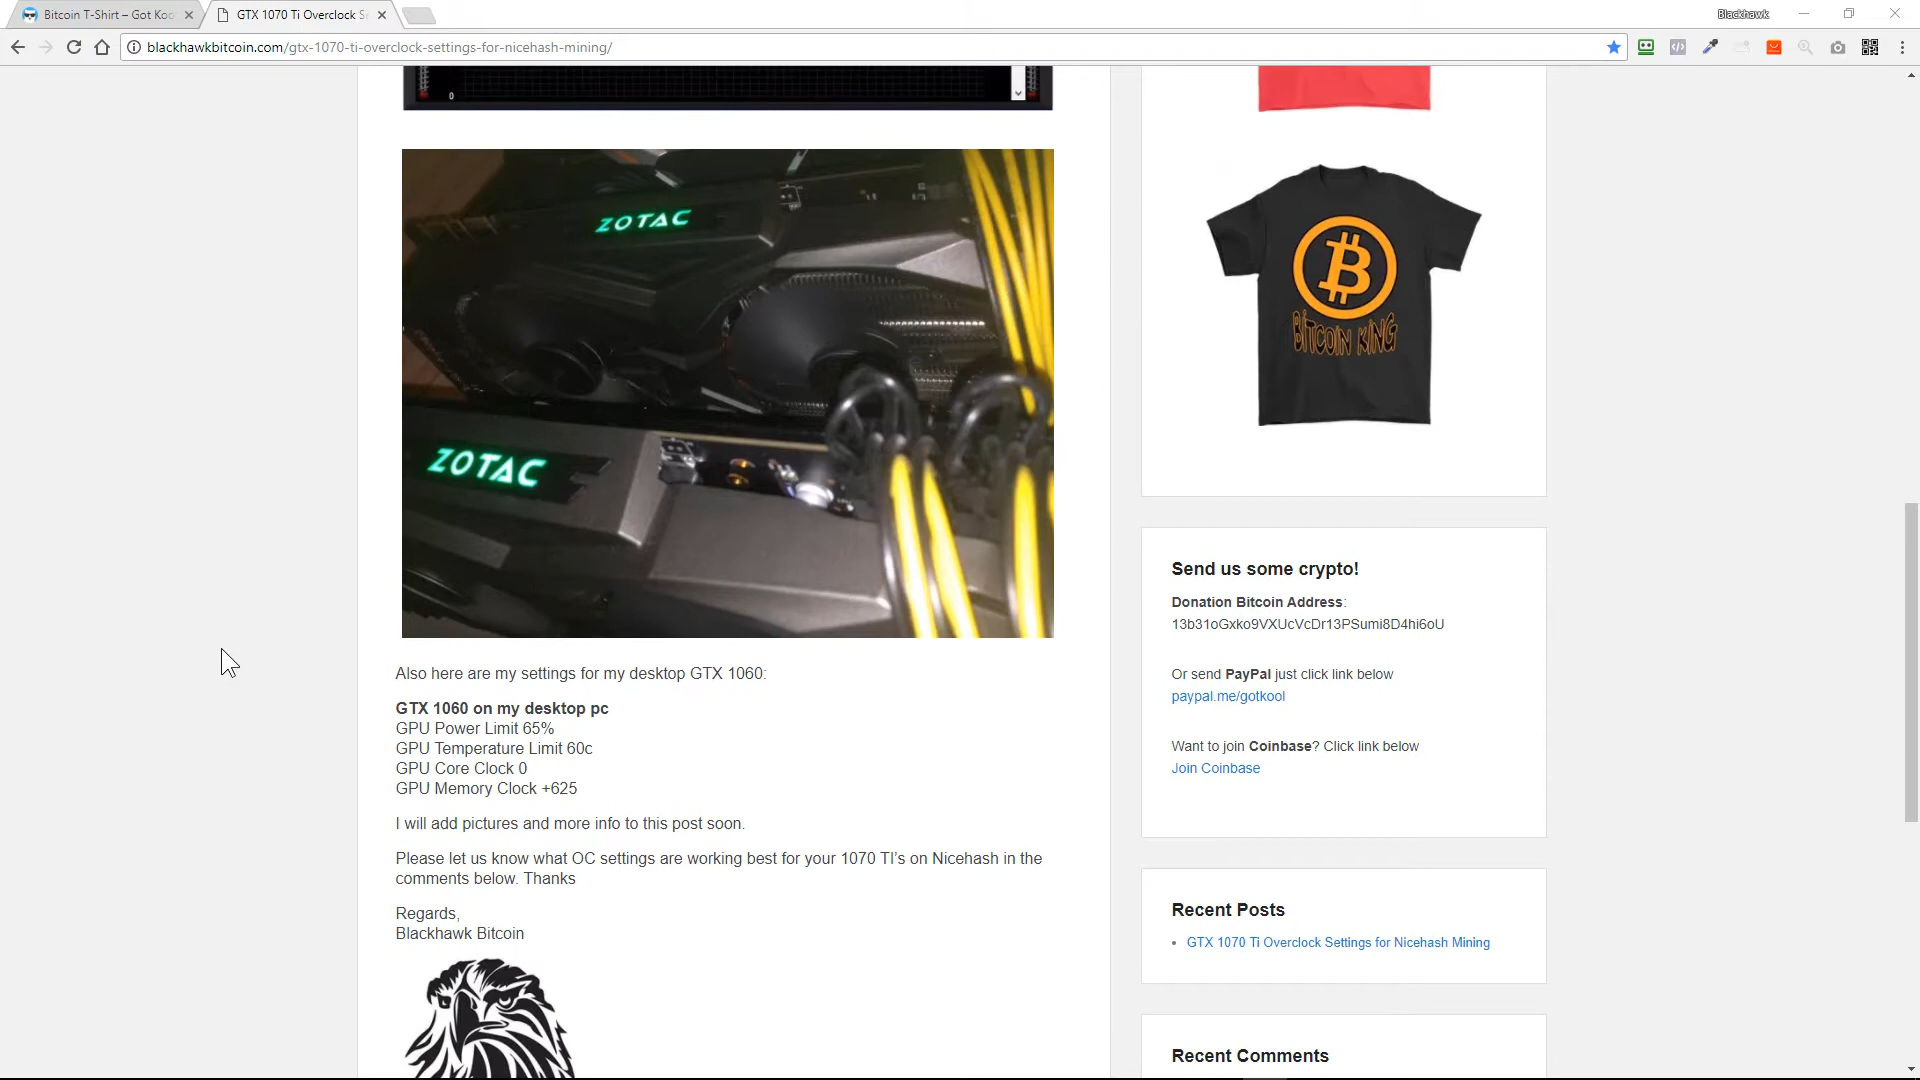 Bitcoin T-Shirt – Got Koo
GTX 1070 Ti Overclock Se
Blackhawk
blackhawkbitcoin.com/gtx-1070-ti-overclock-settings-for-nicehash-mining/
0
ZOTAC
ZOTAC
Also here are my settings for my desktop GTX 1060:
GTX 1060 on my desktop pc
GPU Power Limit 65%
GPU Temperature Limit 60c
GPU Core Clock 0
GPU Memory Clock +625
I will add pictures and more info to this post soon.
Please let us know what OC settings are working best for your 1070 TI's on Nicehash in the
comments below. Thanks
Regards,
Blackhawk Bitcoin
BITCOIN KING
Send us some crypto!
Donation Bitcoin Address:
13b31oGxko9VXUcVcDr13PSumi8D4hi6oU
Or send PayPal just click link below
paypal.me/gotkool
Want to join Coinbase? Click link below
Join Coinbase
Recent Posts
GTX 1070 Ti Overclock Settings for Nicehash Mining
Recent Comments